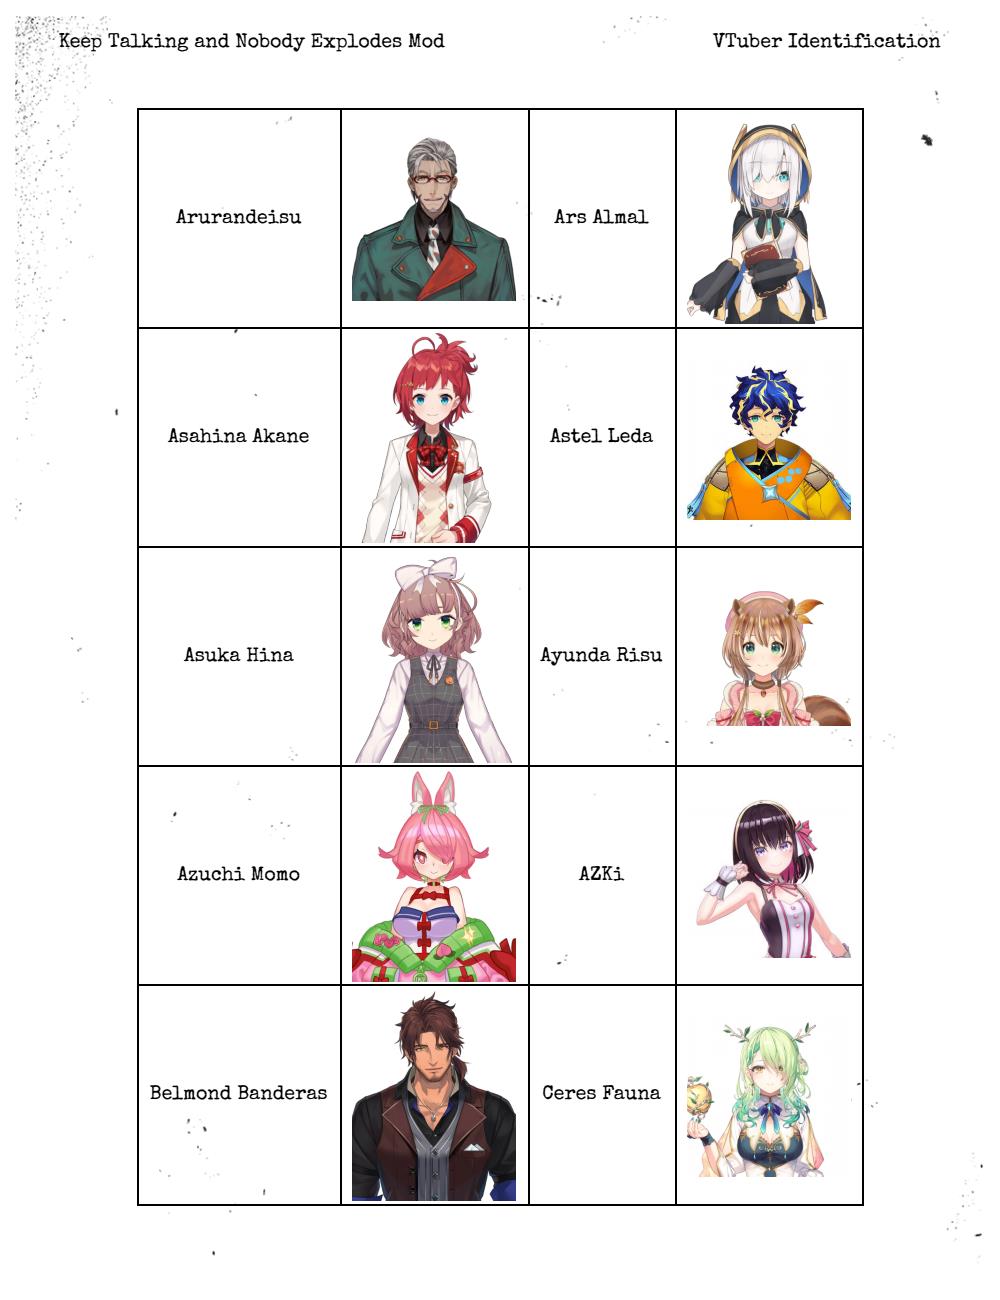 Keep Talking and Nobody Explodes Mod
VTuber Identification
Arurandeisu
Ars Almal
Asahina Akane
Astel Leda
Asuka Hina
Ayunda Risu
Azuchi Momo
AZKi
Belmond Banderas
Ceres Fauna